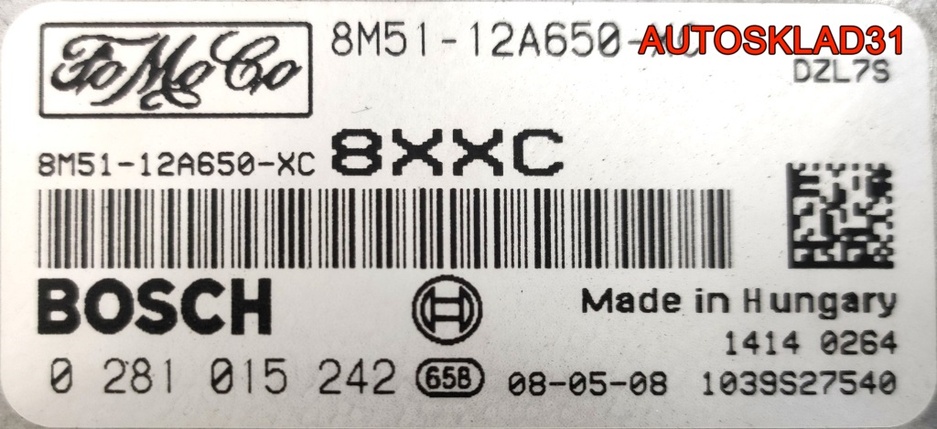 FoMoCo
8M51-12A650-XC
AUTOSKLAD31
DZL7S
8M51-12A650-XC 8XXC
BOSCH
Made in Hungary
1414 0264
0 281 015 242 658 08-05-08 1039S27540